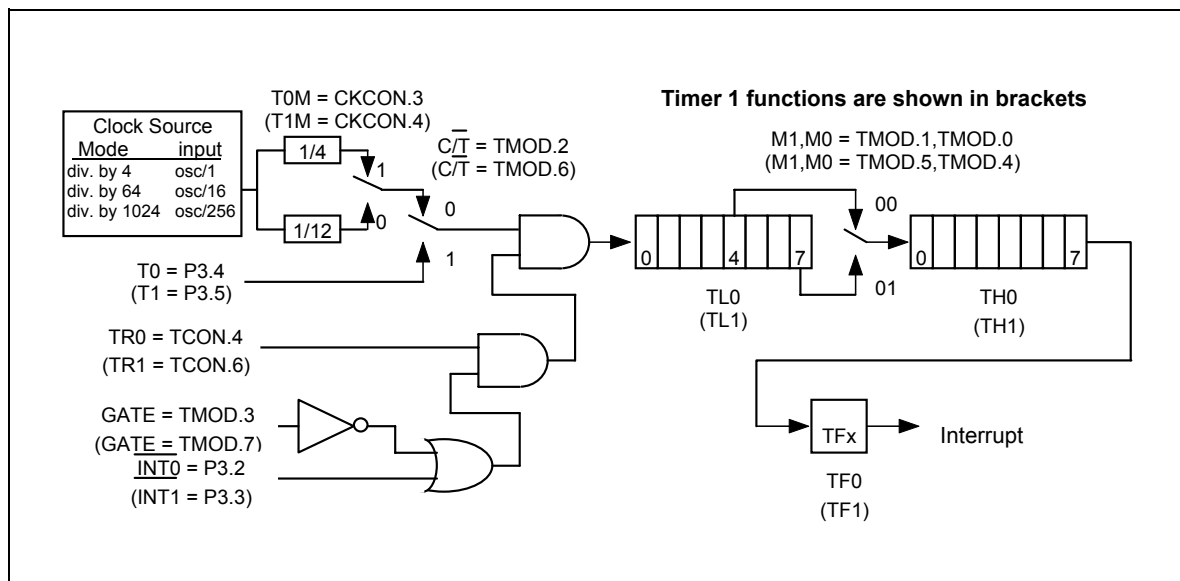 T0M = CKCON.3
(T1M = CKCON.4)
Timer 1 functions are shown in brackets
Clock Source
Mode input
div. by 4 osc/1
div. by 64 osc/16
div. by 1024 osc/256
1/4
1/12
1
0
C/T̅ = TMOD.2
(C/T̅ = TMOD.6)
0
1
M1,M0 = TMOD.1,TMOD.0
(M1,M0 = TMOD.5,TMOD.4)
00
01
0 4 7
TL0
(TL1)
0 7
TH0
(TH1)
T0 = P3.4
(T1 = P3.5)
TR0 = TCON.4
(TR1 = TCON.6)
GATE = TMOD.3
(GATE = TMOD.7)
I̅N̅T̅0̅ = P3.2
(I̅N̅T̅1̅ = P3.3)
TFx
Interrupt
TF0
(TF1)